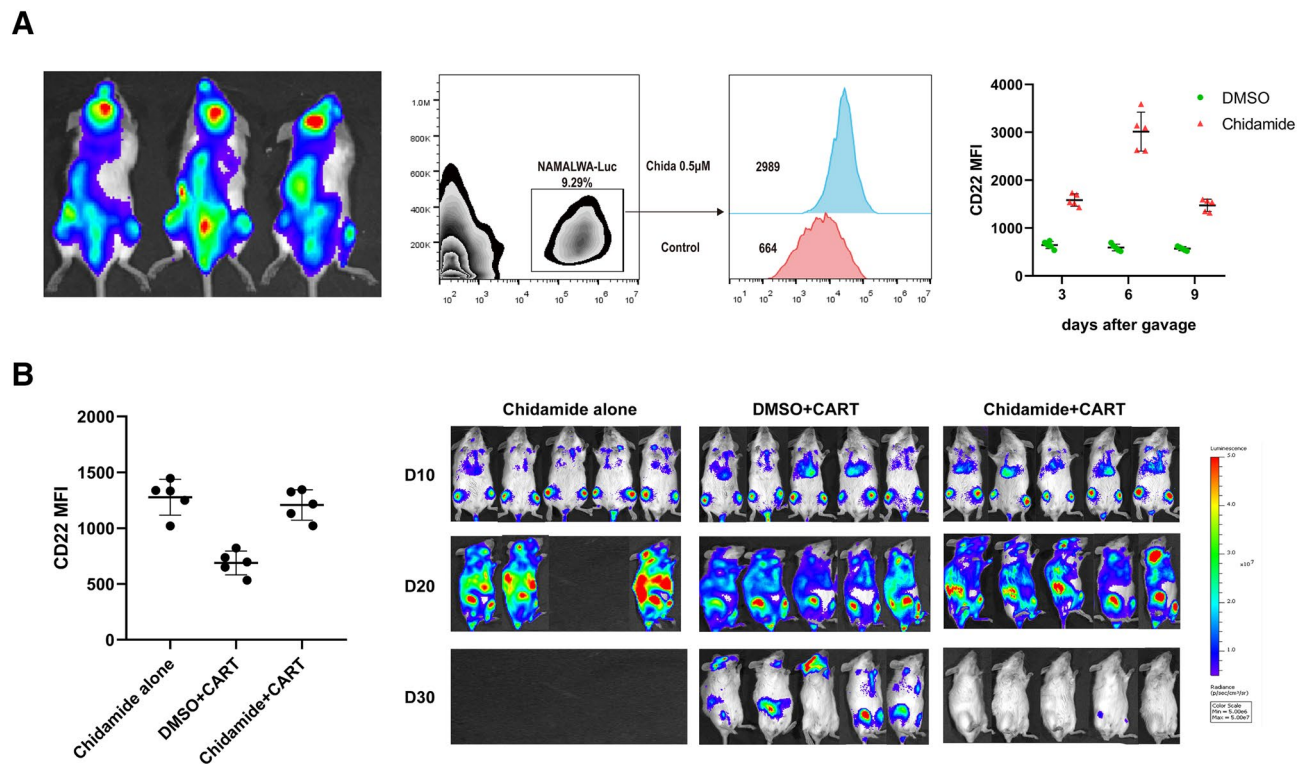 A
1.0M
800K
600K
400K
200K
10^2 10^3 10^4 10^5 10^6 10^7
NAMALWA-Luc
9.29%
Chida 0.5μM
Control
2989
664
10^1 10^2 10^3 10^4 10^5 10^6 10^7
CD22 MFI
4000
3000
2000
1000
0
3 6 9
days after gavage
DMSO
Chidamide
B
CD22 MFI
2000
1500
1000
500
0
Chidamide alone
DMSO+CART
Chidamide+CART
Chidamide alone DMSO+CART Chidamide+CART
D10
D20
D30
Luminescence
5.0
4.0
3.0
×10^7
2.0
1.0
Radiance
(p/sec/cm²/sr)
Color Scale
Min = 5.00e6
Max = 5.00e7